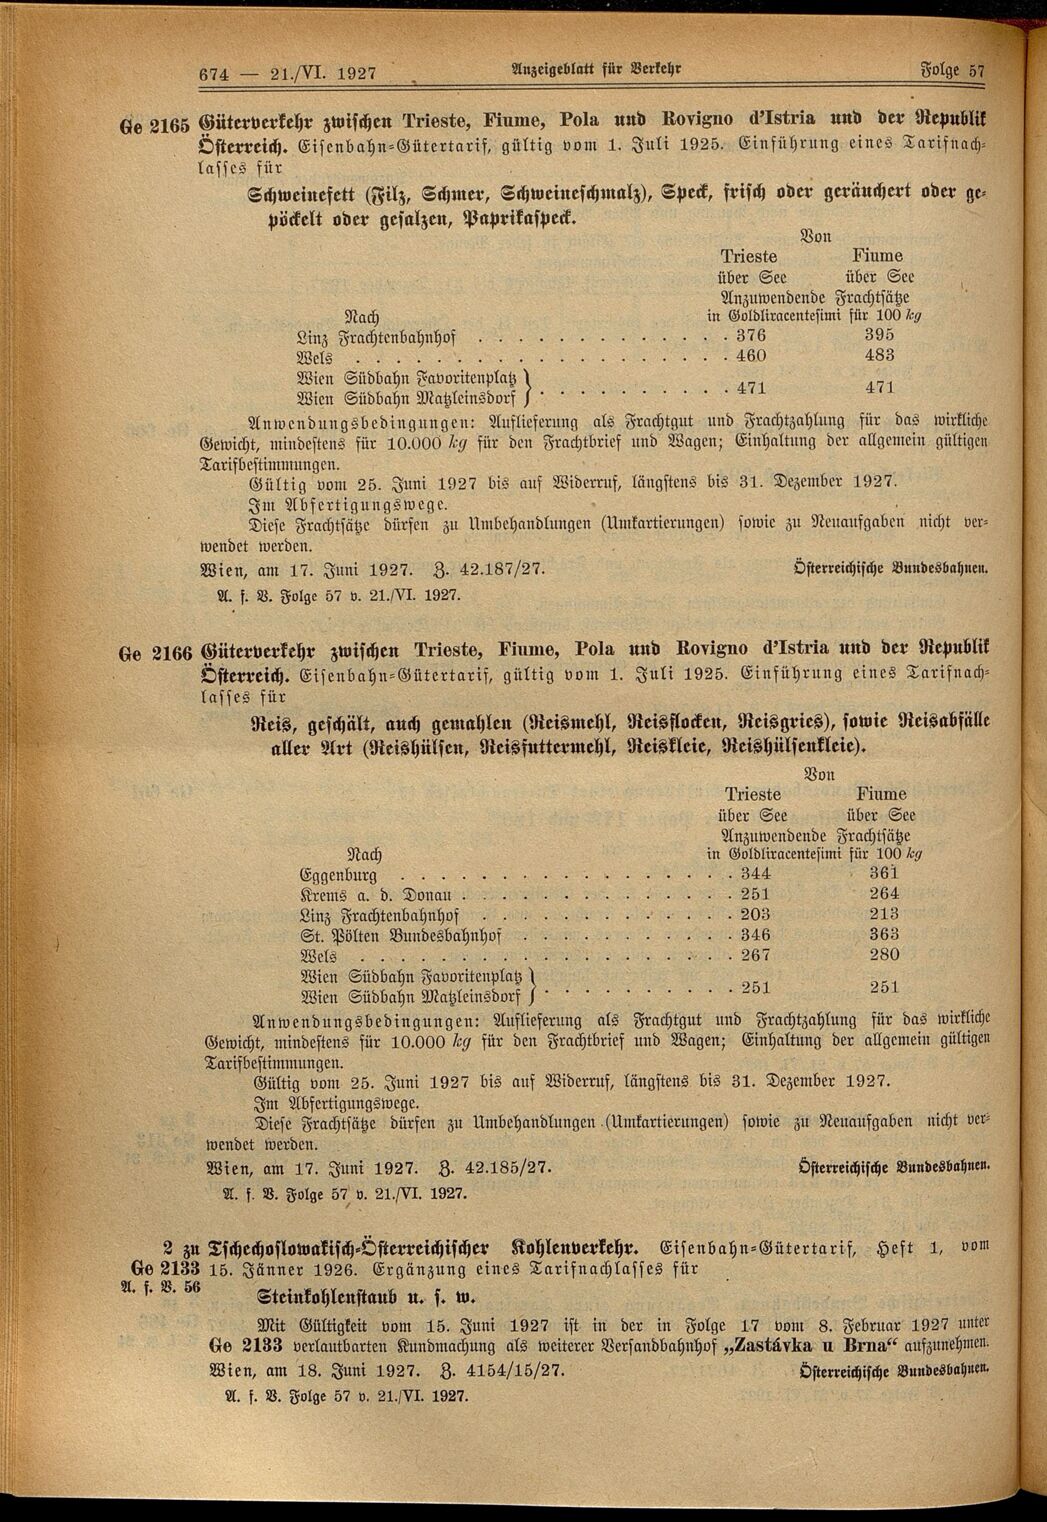 674 — 21./VI. 1927 Anzeigeblatt für Verkehr Folge 57
Ge 2165 Güterverkehr zwischen Trieste, Fiume, Pola und Rovigno d'Istria und der Republik
Österreich. Eisenbahn-Gütertarif, gültig vom 1. Juli 1925. Einführung eines Tarifnach-
lasses für
Schweinefett (Filz, Schmer, Schweineschmalz), Speck, frisch oder geräuchert oder ge-
pöckelt oder gesalzen, Paprikaspeck.
Von
Trieste Fiume
über See über See
Anzuwendende Frachtsätze
Nach in Goldliracentesimi für 100 kg
Linz Frachtenbahnhof . . . . . . . . . . . . . 376 395
Wels . . . . . . . . . . . . . . . . . . . 460 483
Wien Südbahn Favoritenplatz
Wien Südbahn Matzleinsdorf } . . . . . . . . . . 471 471
Anwendungsbedingungen: Auflieferung als Frachtgut und Frachtzahlung für das wirkliche
Gewicht, mindestens für 10.000 kg für den Frachtbrief und Wagen; Einhaltung der allgemein gültigen
Tarifbestimmungen.
Gültig vom 25. Juni 1927 bis auf Widerruf, längstens bis 31. Dezember 1927.
Im Abfertigungswege.
Diese Frachtsätze dürfen zu Umbehandlungen (Umkartierungen) sowie zu Neuaufgaben nicht ver-
wendet werden.
Wien, am 17. Juni 1927. Z. 42.187/27. Österreichische Bundesbahnen.
A. f. V. Folge 57 v. 21./VI. 1927.
Ge 2166 Güterverkehr zwischen Trieste, Fiume, Pola und Rovigno d'Istria und der Republik
Österreich. Eisenbahn-Gütertarif, gültig vom 1. Juli 1925. Einführung eines Tarifnach-
lasses für
Reis, geschält, auch gemahlen (Reismehl, Reisflocken, Reisgries), sowie Reisabfälle
aller Art (Reishülsen, Reisfuttermehl, Reiskleie, Reishülsenkleie).
Von
Trieste Fiume
über See über See
Anzuwendende Frachtsätze
Nach in Goldliracentesimi für 100 kg
Eggenburg . . . . . . . . . . . . . . . . . 344 361
Krems a. d. Donau . . . . . . . . . . . . . . 251 264
Linz Frachtenbahnhof . . . . . . . . . . . . . 203 213
St. Pölten Bundesbahnhof . . . . . . . . . . . 346 363
Wels . . . . . . . . . . . . . . . . . . . 267 280
Wien Südbahn Favoritenplatz
Wien Südbahn Matzleinsdorf } . . . . . . . . . . 251 251
Anwendungsbedingungen: Auflieferung als Frachtgut und Frachtzahlung für das wirkliche
Gewicht, mindestens für 10.000 kg für den Frachtbrief und Wagen; Einhaltung der allgemein gültigen
Tarifbestimmungen.
Gültig vom 25. Juni 1927 bis auf Widerruf, längstens bis 31. Dezember 1927.
Im Abfertigungswege.
Diese Frachtsätze dürfen zu Umbehandlungen (Umkartierungen) sowie zu Neuaufgaben nicht ver-
wendet werden.
Wien, am 17. Juni 1927. Z. 42.185/27. Österreichische Bundesbahnen.
A. f. V. Folge 57 v. 21./VI. 1927.
2 zu Tschechoslowakisch-Österreichischer Kohlenverkehr. Eisenbahn-Gütertarif, Heft 1, vom
Ge 2133 15. Jänner 1926. Ergänzung eines Tarifnachlasses für
A. f. V. 56
Steinkohlenstaub u. s. w.
Mit Gültigkeit vom 15. Juni 1927 ist in der in Folge 17 vom 8. Februar 1927 unter
Ge 2133 verlautbarten Kundmachung als weiterer Versandbahnhof „Zastávka u Brna“ aufzunehmen.
Wien, am 18. Juni 1927. Z. 4154/15/27. Österreichische Bundesbahnen.
A. f. V. Folge 57 v. 21./VI. 1927.